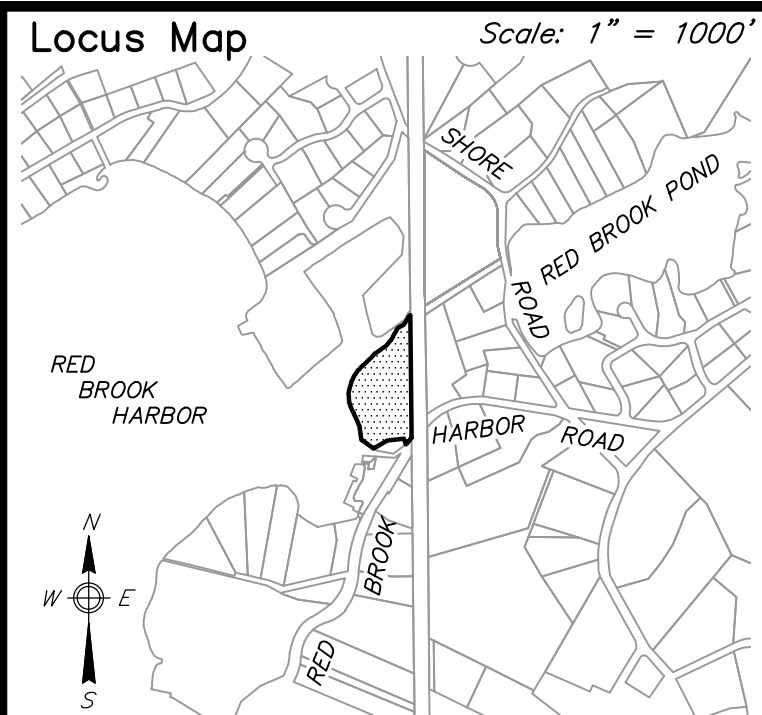 Locus Map
Scale: 1" = 1000'
SHORE
ROAD
RED BROOK POND
RED
BROOK
HARBOR
RED BROOK HARBOR ROAD
N
W E
S